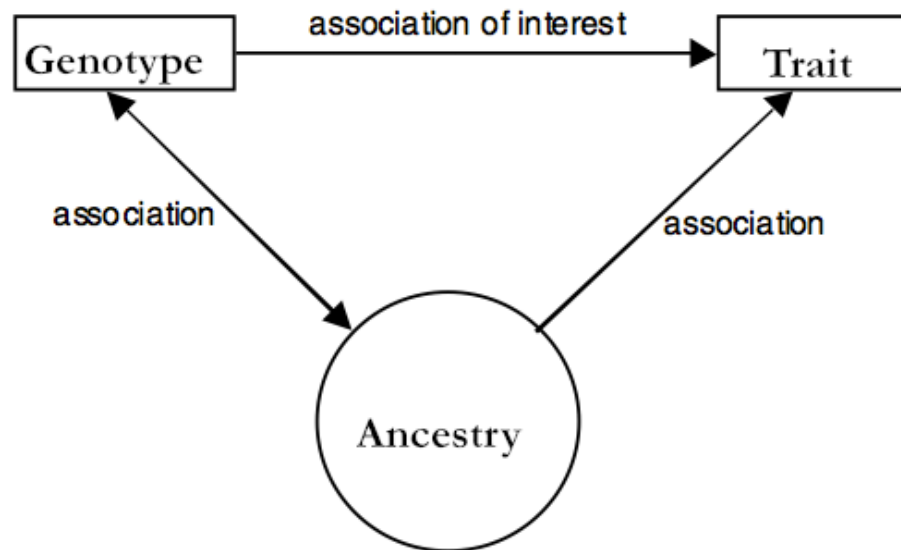 association of interest
Genotype
Trait
association
association
Ancestry